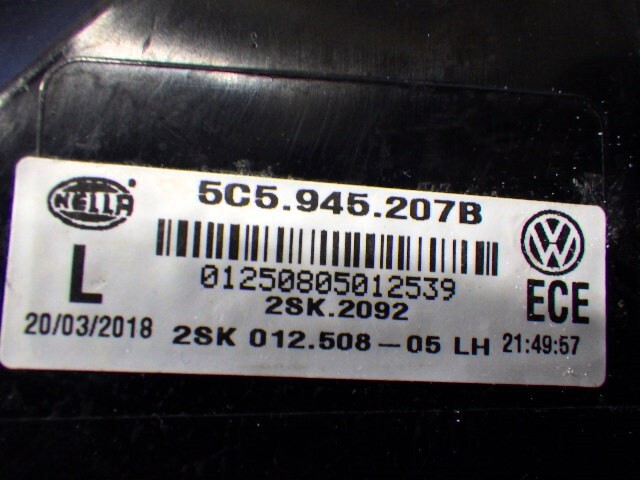 HELLA
5C5.945.207B
L
01250805012539
2SK.2092
ECE
20/03/2018
2SK 012.508-05 LH
21:49:57
VW